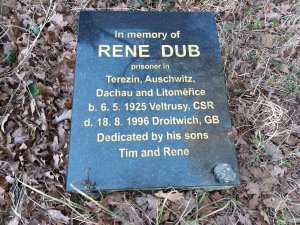 In memory of
RENE DUB
prisoner in
Terezin, Auschwitz,
Dachau and Litoměřice
b. 6. 5. 1925 Veltrusy, CSR
d. 18. 8. 1996 Droitwich, GB
Dedicated by his sons
Tim and Rene